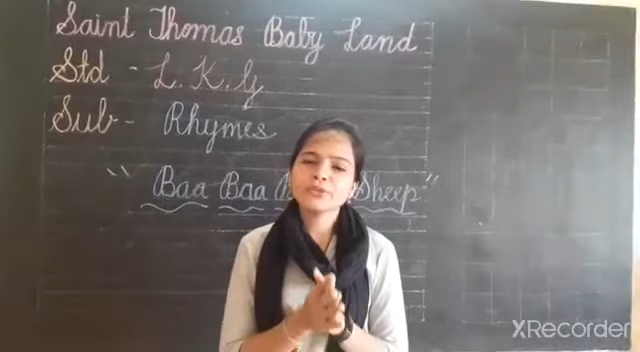 Saint Thomas Baby Land
Std - L.K.G
Sub - Rhymes
"Baa Baa Sheep"
XRecorder